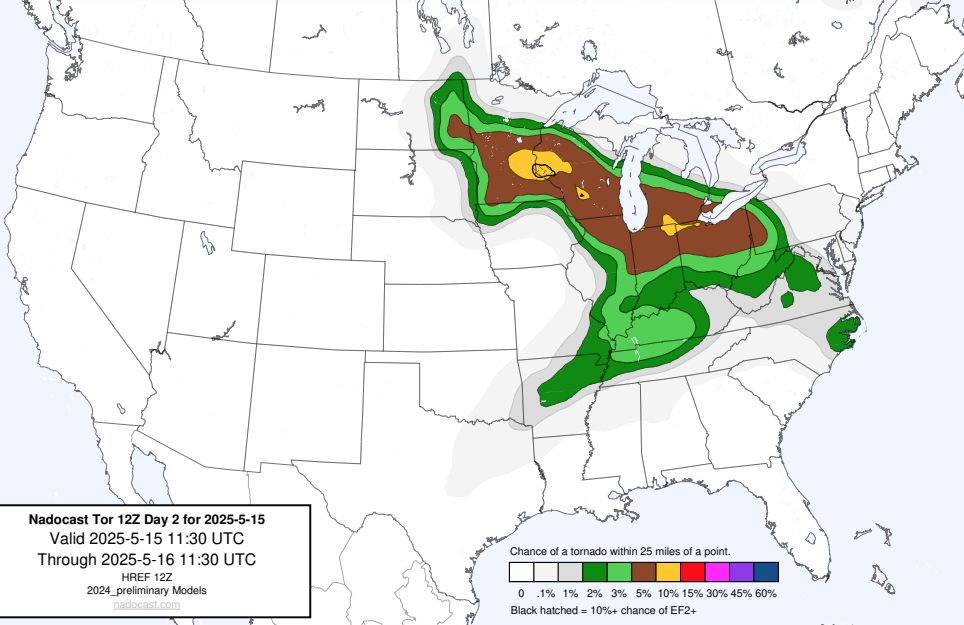 Nadocast Tor 12Z Day 2 for 2025-5-15
Valid 2025-5-15 11:30 UTC
Through 2025-5-16 11:30 UTC
HREF 12Z
2024_preliminary Models
nadocast.com
Chance of a tornado within 25 miles of a point.
0 .1% 1% 2% 3% 5% 10% 15% 30% 45% 60%
Black hatched = 10%+ chance of EF2+